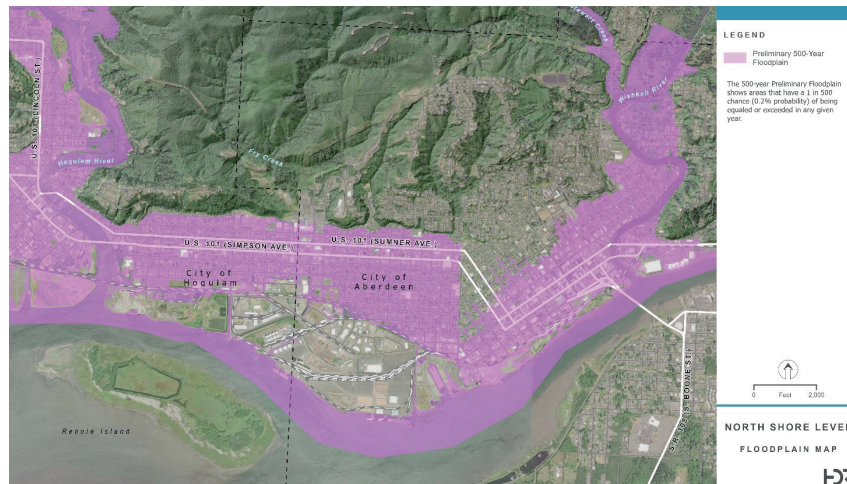 Stewart Creek
Wishkah River
U.S. 101 (LINCOLN ST.)
Hoquiam River
Fry Creek
U.S. 101 (SIMPSON AVE.)
U.S. 101 (SUMNER AVE.)
City of
Hoquiam
City of
Aberdeen
Rennie Island
S.R. 105 (S. BOONE ST.)
LEGEND
Preliminary 500-Year
Floodplain
The 500-year Preliminary Floodplain
shows areas that have a 1 in 500
chance (0.2% probability) of being
equaled or exceeded in any given
year.
0 Feet 2,000
NORTH SHORE LEVEE
FLOODPLAIN MAP
HDR